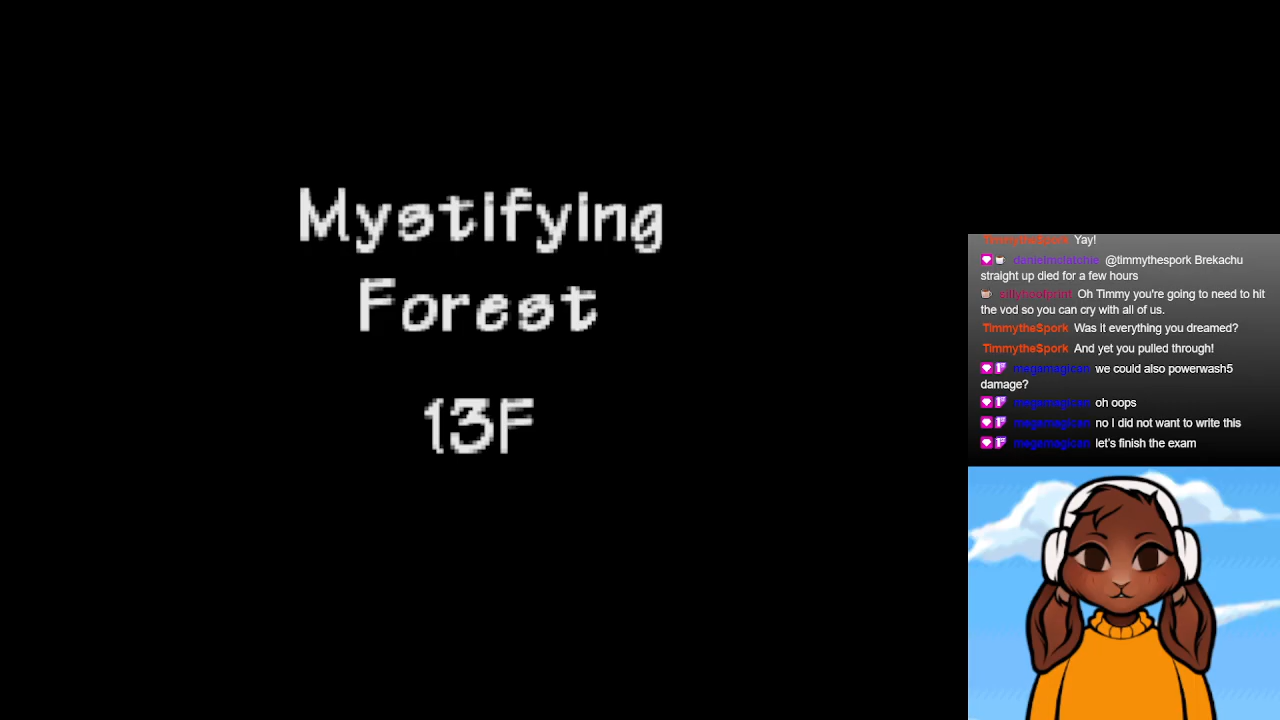 Mystifying
Forest
13F
TimmytheSpork Yay!
danielmclatchie @timmythespork Brekachu
straight up died for a few hours
sillyhoofprint Oh Timmy you're going to need to hit
the vod so you can cry with all of us.
TimmytheSpork Was it everything you dreamed?
TimmytheSpork And yet you pulled through!
megamagican we could also powerwash5
damage?
megamagican oh oops
megamagican no I did not want to write this
megamagican let's finish the exam